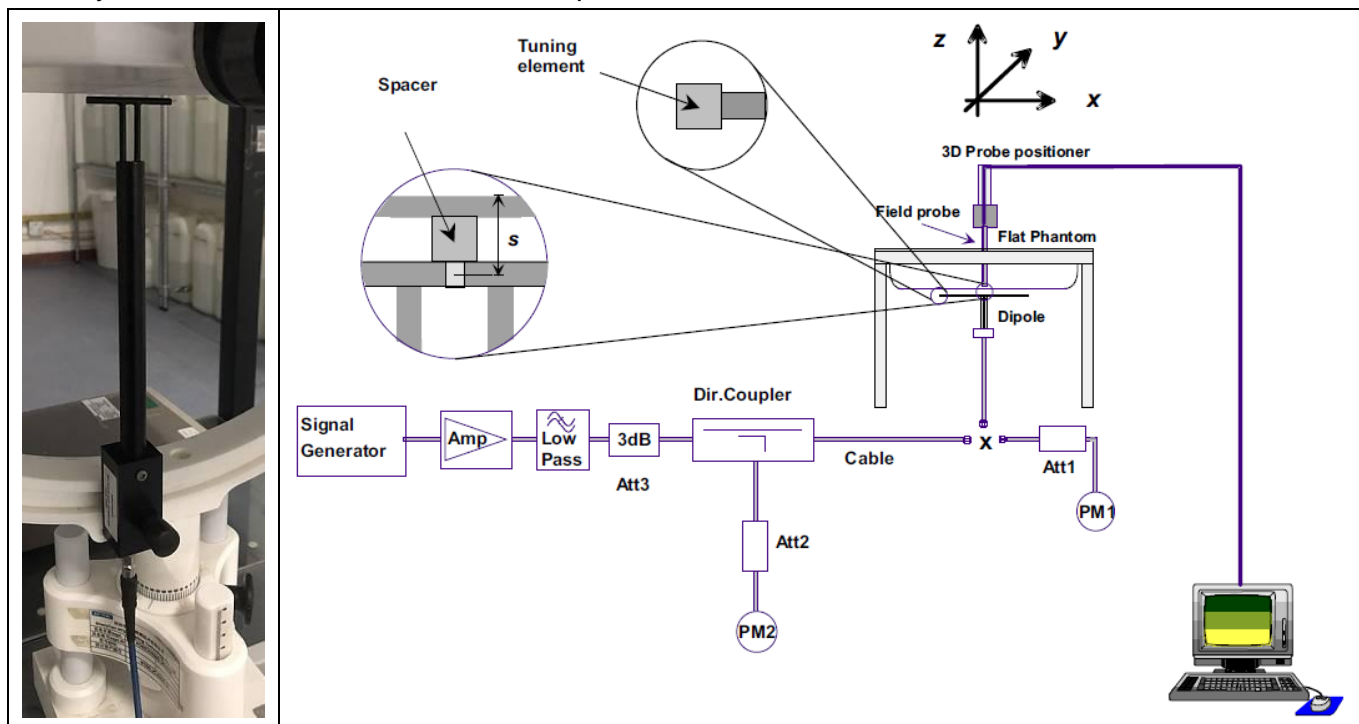 Tuning
element
Spacer
s
z
y
x
3D Probe positioner
Field probe
Flat Phantom
Dipole
Dir.Coupler
Signal
Generator
Amp
Low
Pass
3dB
Att3
Cable
x
Att1
PM1
Att2
PM2